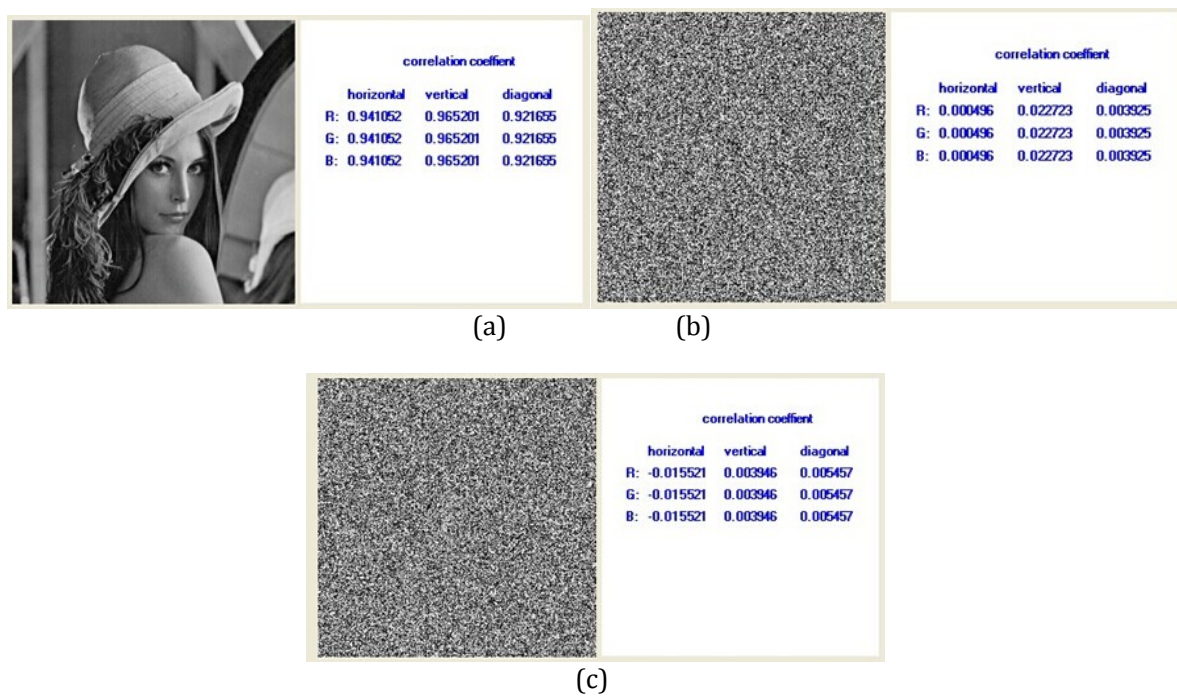 correlation coeffient
horizontal vertical diagonal
R: 0.941052 0.965201 0.921655
G: 0.941052 0.965201 0.921655
B: 0.941052 0.965201 0.921655
correlation coeffient
horizontal vertical diagonal
R: 0.000496 0.022723 0.003925
G: 0.000496 0.022723 0.003925
B: 0.000496 0.022723 0.003925
(a) (b)
correlation coeffient
horizontal vertical diagonal
R: -0.015521 0.003946 0.005457
G: -0.015521 0.003946 0.005457
B: -0.015521 0.003946 0.005457
(c)